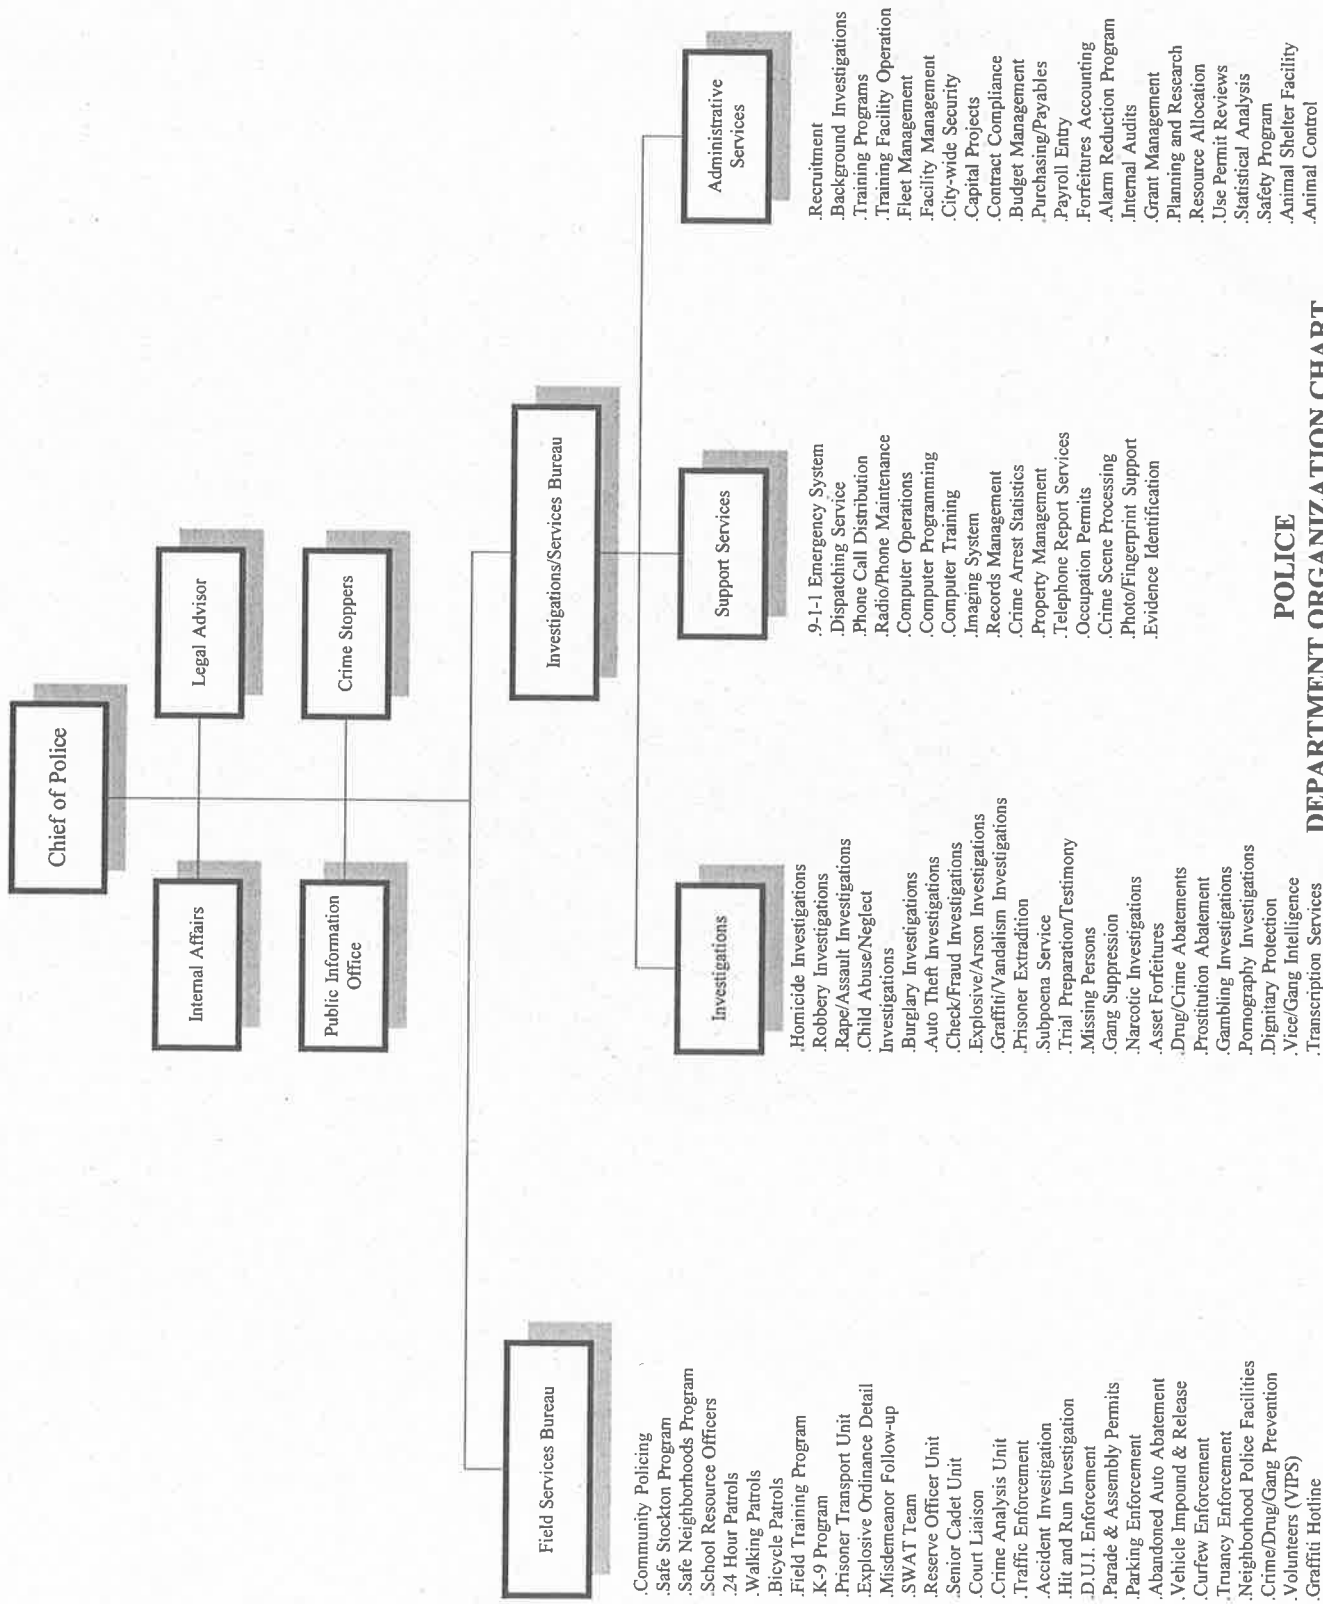 Chief of Police
Internal Affairs
Legal Advisor
Public Information
Office
Crime Stoppers
Field Services Bureau
Investigations/Services Bureau
.Community Policing
.Safe Stockton Program
.Safe Neighborhoods Program
.School Resource Officers
.24 Hour Patrols
.Walking Patrols
.Bicycle Patrols
.Field Training Program
.K-9 Program
.Prisoner Transport Unit
.Explosive Ordinance Detail
.Misdemeanor Follow-up
.SWAT Team
.Reserve Officer Unit
.Senior Cadet Unit
.Court Liaison
.Crime Analysis Unit
.Traffic Enforcement
.Accident Investigation
.Hit and Run Investigation
.D.U.I. Enforcement
.Parade & Assembly Permits
.Parking Enforcement
.Abandoned Auto Abatement
.Vehicle Impound & Release
.Curfew Enforcement
.Truancy Enforcement
.Neighborhood Police Facilities
.Crime/Drug/Gang Prevention
.Volunteers (VIPS)
.Graffiti Hotline
Investigations
.Homicide Investigations
.Robbery Investigations
.Rape/Assault Investigations
.Child Abuse/Neglect
Investigations
.Burglary Investigations
.Auto Theft Investigations
.Check/Fraud Investigations
.Explosive/Arson Investigations
.Graffiti/Vandalism Investigations
.Prisoner Extradition
.Subpoena Service
.Trial Preparation/Testimony
.Missing Persons
.Gang Suppression
.Narcotic Investigations
.Asset Forfeitures
.Drug/Crime Abatements
.Prostitution Abatement
.Gambling Investigations
.Pornography Investigations
.Dignitary Protection
.Vice/Gang Intelligence
.Transcription Services
Support Services
.9-1-1 Emergency System
.Dispatching Service
.Phone Call Distribution
.Radio/Phone Maintenance
.Computer Operations
.Computer Programming
.Computer Training
.Imaging System
.Records Management
.Crime Arrest Statistics
.Property Management
.Telephone Report Services
.Occupation Permits
.Crime Scene Processing
.Photo/Fingerprint Support
.Evidence Identification
Administrative
Services
.Recruitment
.Background Investigations
.Training Programs
.Training Facility Operation
.Fleet Management
.Facility Management
.City-wide Security
.Capital Projects
.Contract Compliance
.Budget Management
.Purchasing/Payables
.Payroll Entry
.Forfeitures Accounting
.Alarm Reduction Program
.Internal Audits
.Grant Management
.Planning and Research
.Resource Allocation
.Use Permit Reviews
.Statistical Analysis
.Safety Program
.Animal Shelter Facility
.Animal Control
POLICE
DEPARTMENT ORGANIZATION CHART